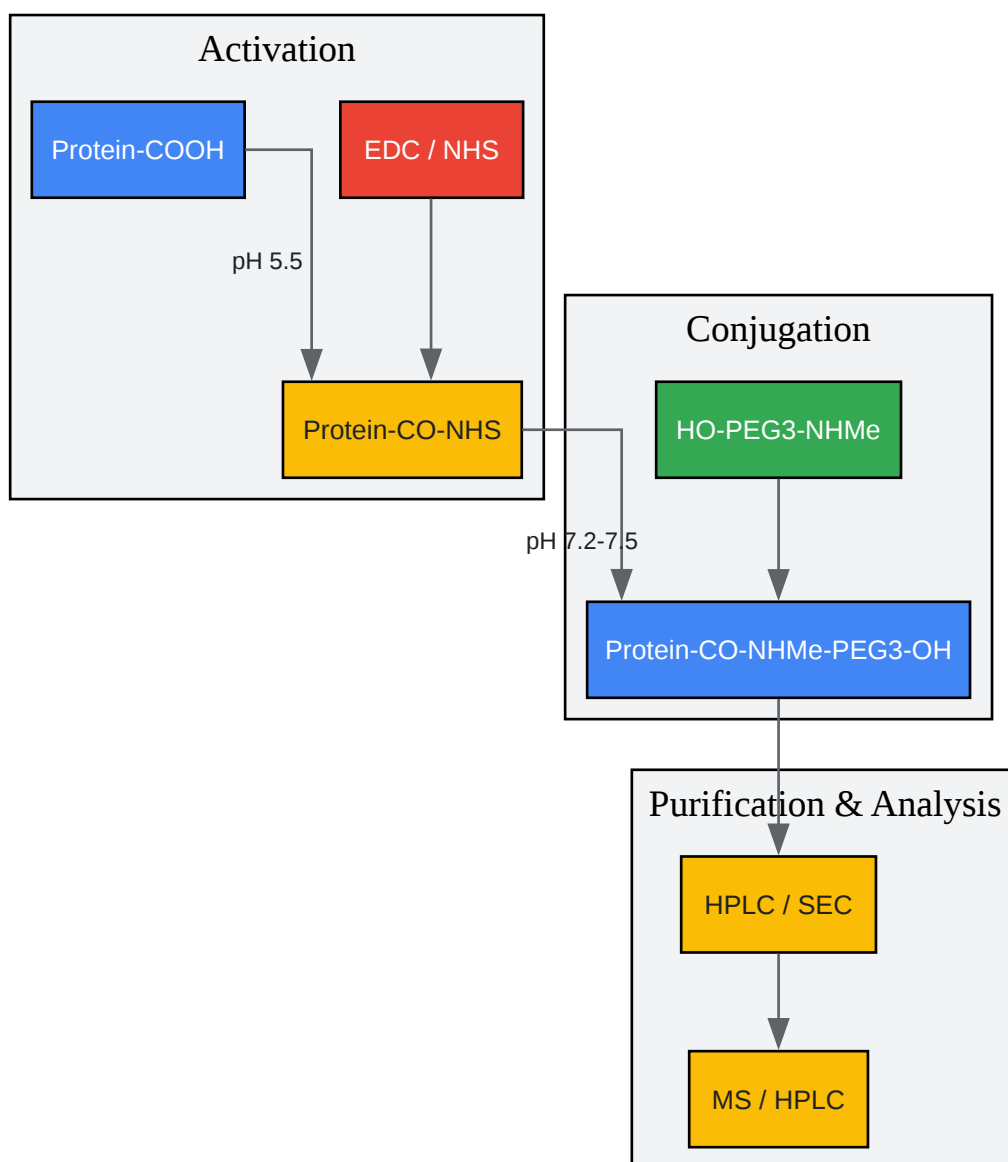 Activation
Protein-COOH
EDC / NHS
pH 5.5
Protein-CO-NHS
Conjugation
HO-PEG3-NHMe
pH 7.2-7.5
Protein-CO-NHMe-PEG3-OH
Purification & Analysis
HPLC / SEC
MS / HPLC